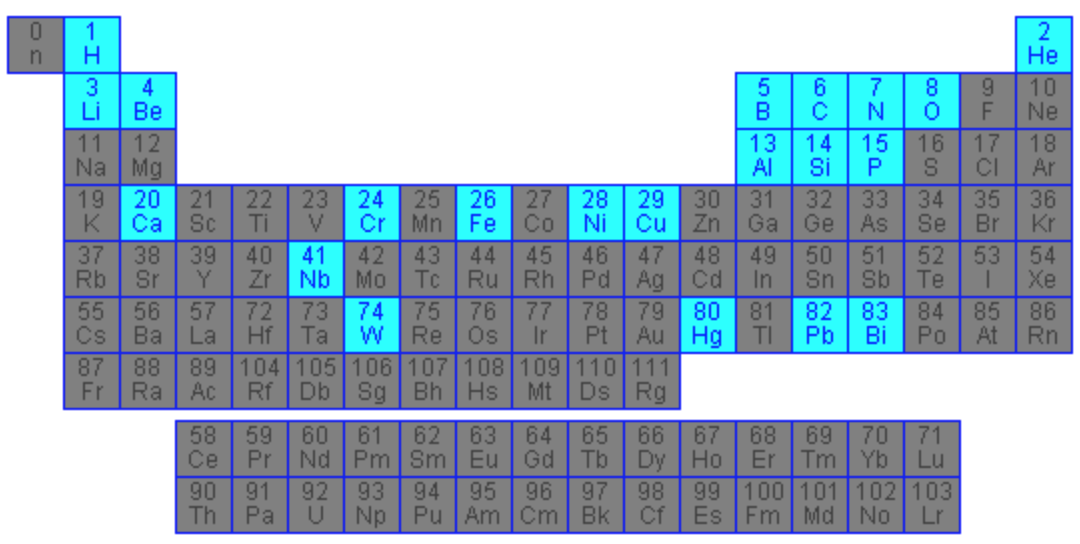 0 1 2
n H He
3 4 5 6 7 8 9 10
Li Be B C N O F Ne
11 12 13 14 15 16 17 18
Na Mg Al Si P S Cl Ar
19 20 21 22 23 24 25 26 27 28 29 30 31 32 33 34 35 36
K Ca Sc Ti V Cr Mn Fe Co Ni Cu Zn Ga Ge As Se Br Kr
37 38 39 40 41 42 43 44 45 46 47 48 49 50 51 52 53 54
Rb Sr Y Zr Nb Mo Tc Ru Rh Pd Ag Cd In Sn Sb Te I Xe
55 56 57 72 73 74 75 76 77 78 79 80 81 82 83 84 85 86
Cs Ba La Hf Ta W Re Os Ir Pt Au Hg Tl Pb Bi Po At Rn
87 88 89 104 105 106 107 108 109 110 111
Fr Ra Ac Rf Db Sg Bh Hs Mt Ds Rg
58 59 60 61 62 63 64 65 66 67 68 69 70 71
Ce Pr Nd Pm Sm Eu Gd Tb Dy Ho Er Tm Yb Lu
90 91 92 93 94 95 96 97 98 99 100 101 102 103
Th Pa U Np Pu Am Cm Bk Cf Es Fm Md No Lr